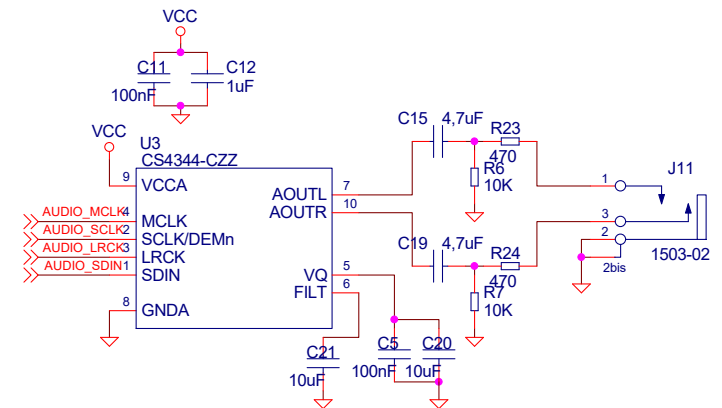 VCC
C11
C12
100nF
1uF
VCC
U3
CS4344-CZZ
9
VCCA
AUDIO_MCLK 4
MCLK
AUDIO_SCLK 2
SCLK/DEMn
AUDIO_LRCK 3
LRCK
AUDIO_SDIN 1
SDIN
8
GNDA
AOUTL
7
AOUTR
10
VQ
5
FILT
6
C15
4,7uF
R23
470
R6
10K
C19
4,7uF
R24
470
R7
10K
C21
10uF
C5
100nF
C20
10uF
J11
1
3
2
2bis
1503-02